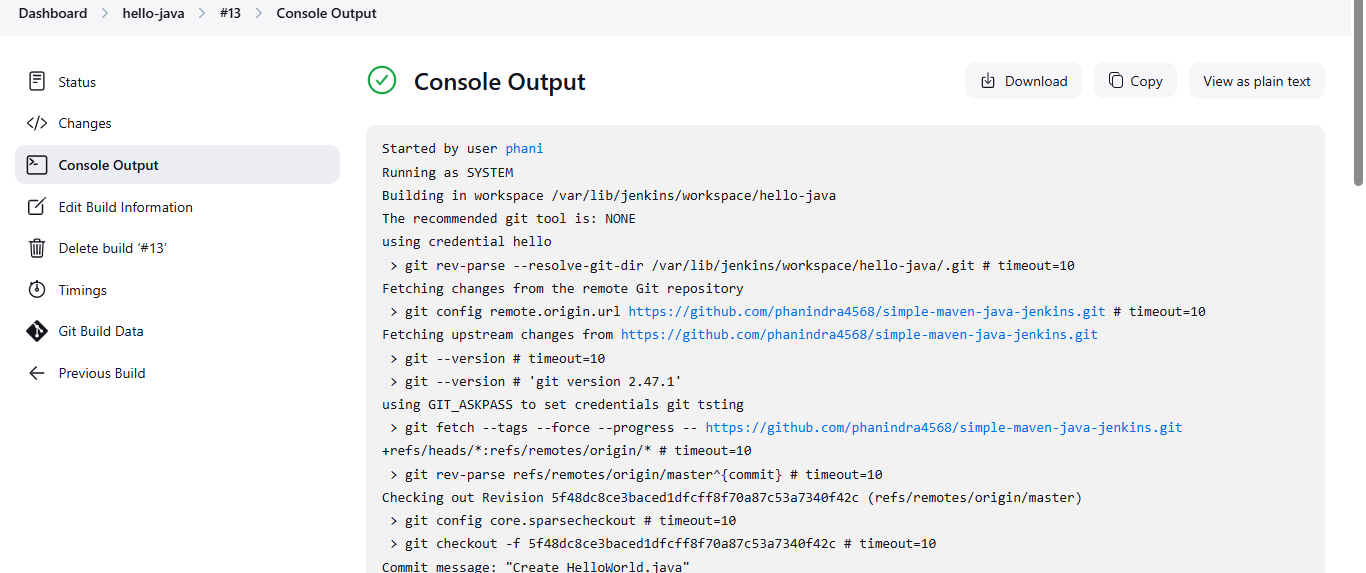 Dashboard > hello-java > #13 > Console Output
Status
Changes
Console Output
Edit Build Information
Delete build ‘#13’
Timings
Git Build Data
Previous Build
Console Output
Download
Copy
View as plain text
Started by user phani
Running as SYSTEM
Building in workspace /var/lib/jenkins/workspace/hello-java
The recommended git tool is: NONE
using credential hello
 > git rev-parse --resolve-git-dir /var/lib/jenkins/workspace/hello-java/.git # timeout=10
Fetching changes from the remote Git repository
 > git config remote.origin.url https://github.com/phanindra4568/simple-maven-java-jenkins.git # timeout=10
Fetching upstream changes from https://github.com/phanindra4568/simple-maven-java-jenkins.git
 > git --version # timeout=10
 > git --version # 'git version 2.47.1'
using GIT_ASKPASS to set credentials git tsting
 > git fetch --tags --force --progress -- https://github.com/phanindra4568/simple-maven-java-jenkins.git
+refs/heads/*:refs/remotes/origin/* # timeout=10
 > git rev-parse refs/remotes/origin/master^{commit} # timeout=10
Checking out Revision 5f48dc8ce3baced1dfcff8f70a87c53a7340f42c (refs/remotes/origin/master)
 > git config core.sparsecheckout # timeout=10
 > git checkout -f 5f48dc8ce3baced1dfcff8f70a87c53a7340f42c # timeout=10
Commit message: "Create HelloWorld.java"